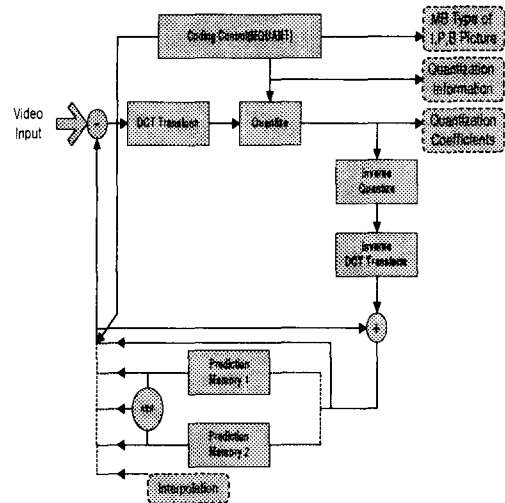 Coding Control(MQUANT)
MB Type of
I,P,B Picture
Quantization
Information
Video
Input
DCT Transform
Quantize
Quantization
Coefficients
Inverse
Quantize
Inverse
DCT Transform
+
Prediction
Memory 1
Prediction
Memory 2
Interpolation